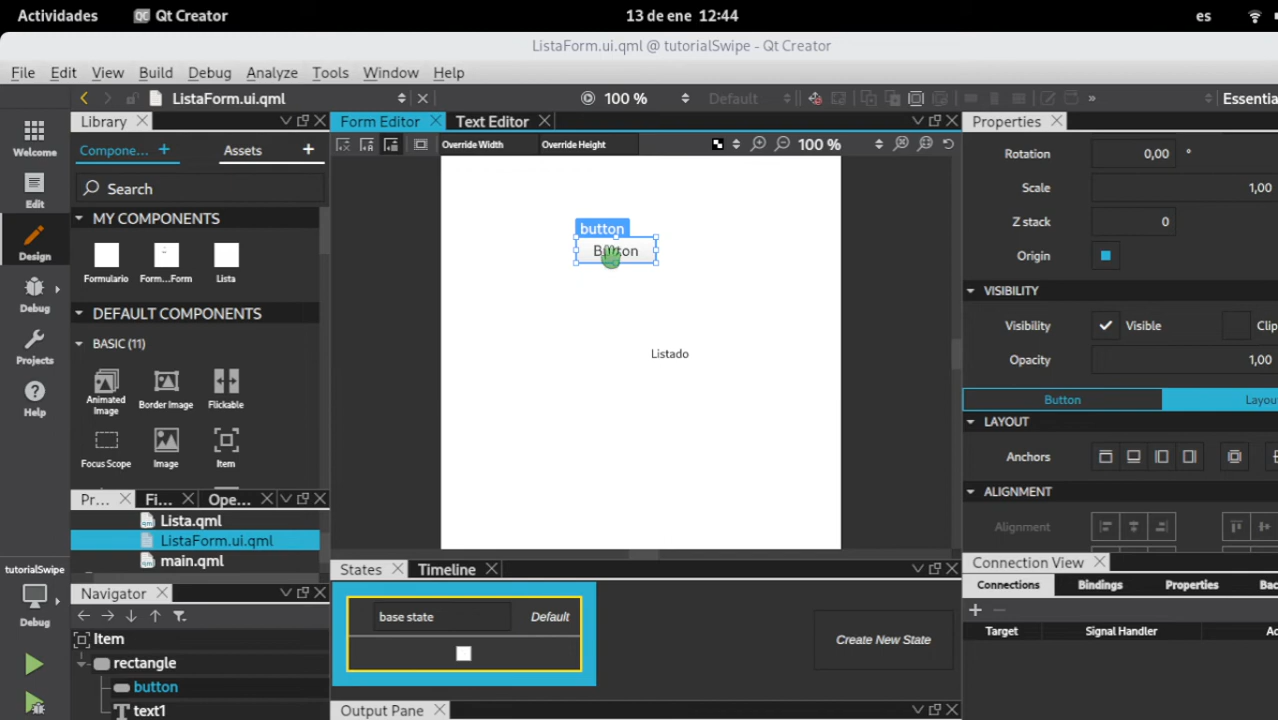 Actividades
Qt Creator
13 de ene 12:44
es
ListaForm.ui.qml @ tutorialSwipe - Qt Creator
File Edit View Build Debug Analyze Tools Window Help
ListaForm.ui.qml
100 %
Default
Essentia
Welcome
Edit
Design
Debug
Projects
Help
tutorialSwipe
Debug
Library
Compone...
Assets
Search
MY COMPONENTS
Formulario
Form...Form
Lista
DEFAULT COMPONENTS
BASIC (11)
Animated Image
Border Image
Flickable
Focus Scope
Image
Item
Pr...
Fi...
Ope...
Lista.qml
ListaForm.ui.qml
main.qml
Navigator
Item
rectangle
button
text1
Form Editor
Text Editor
Override Width
Override Height
100 %
button
Button
Listado
States
Timeline
base state
Default
Create New State
Output Pane
Properties
Rotation 0,00 °
Scale 1,00
Z stack 0
Origin
VISIBILITY
Visibility Visible Clip
Opacity 1,00
Button
Layou
LAYOUT
Anchors
ALIGNMENT
Alignment
Connection View
Connections Bindings Properties Bac
Target Signal Handler Ac